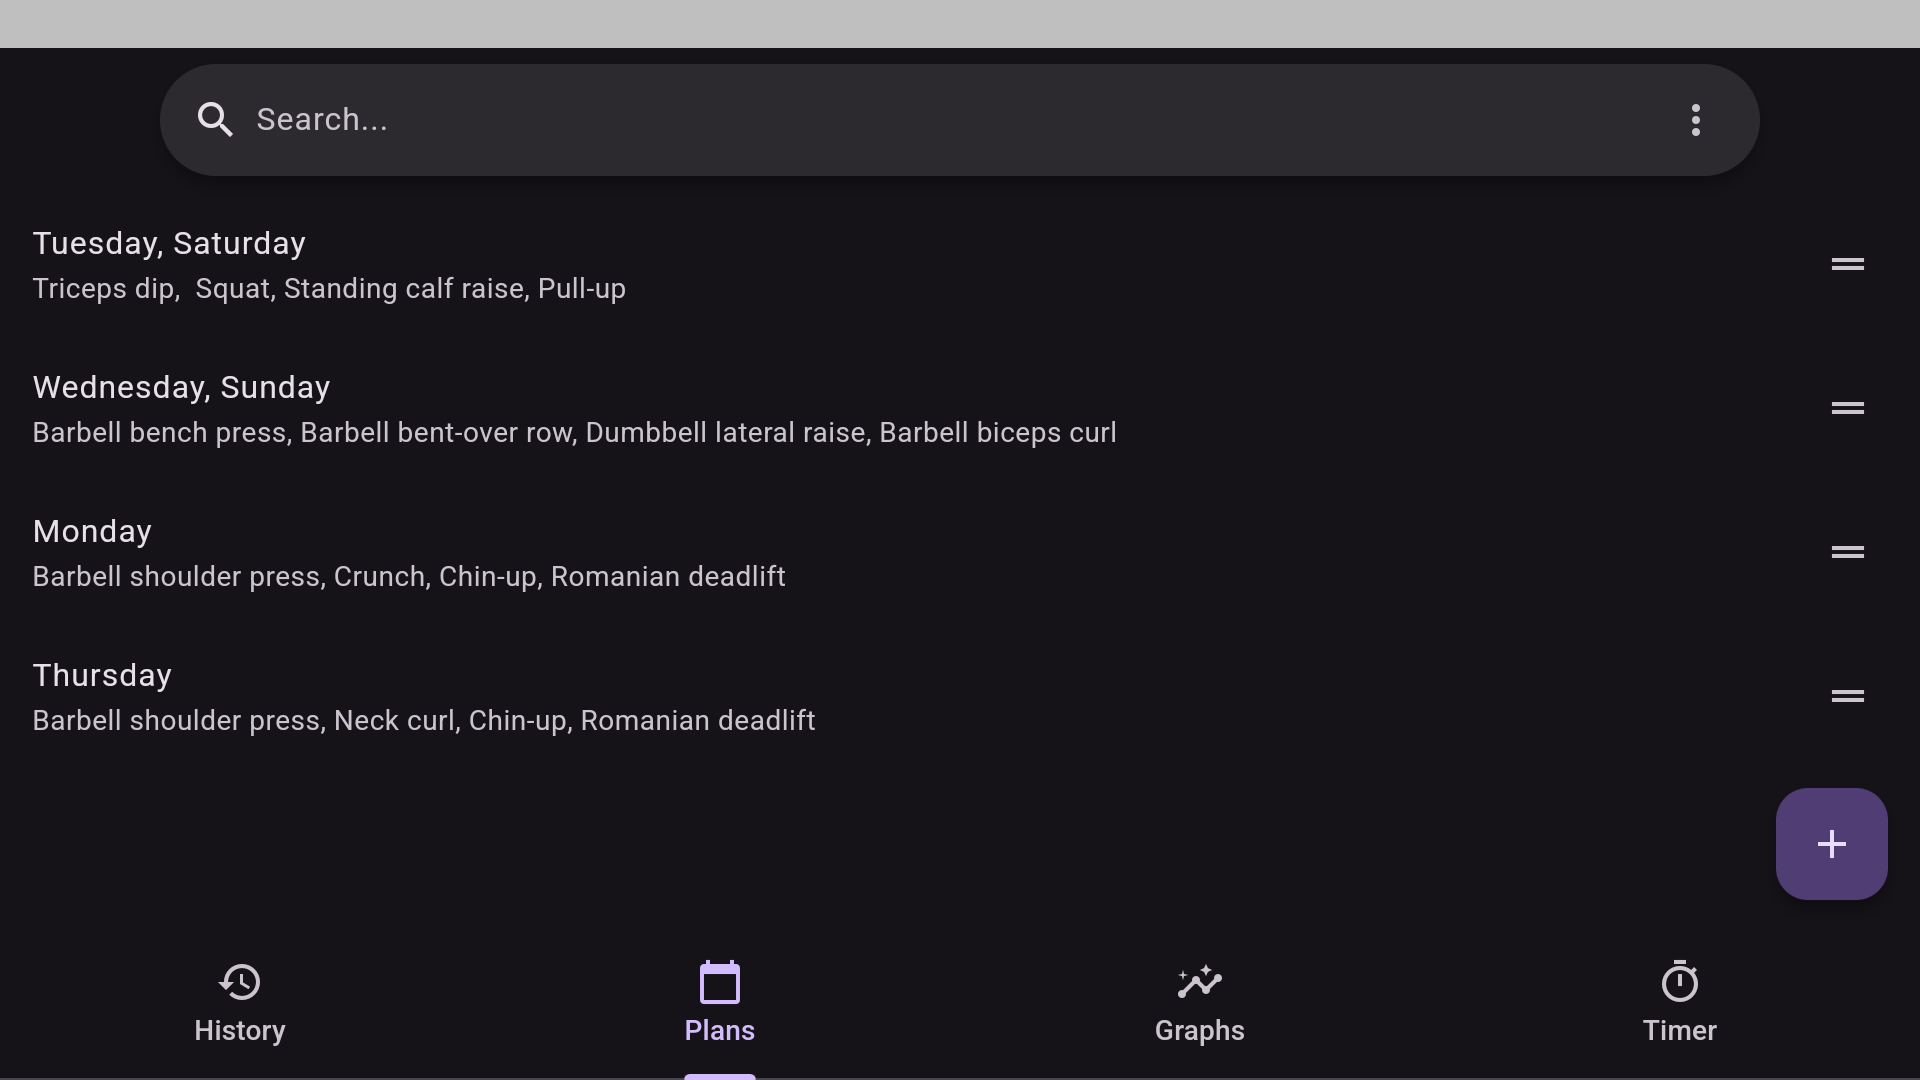 Search...
Tuesday, Saturday
Triceps dip,  Squat, Standing calf raise, Pull-up
Wednesday, Sunday
Barbell bench press, Barbell bent-over row, Dumbbell lateral raise, Barbell biceps curl
Monday
Barbell shoulder press, Crunch, Chin-up, Romanian deadlift
Thursday
Barbell shoulder press, Neck curl, Chin-up, Romanian deadlift
History
Plans
Graphs
Timer